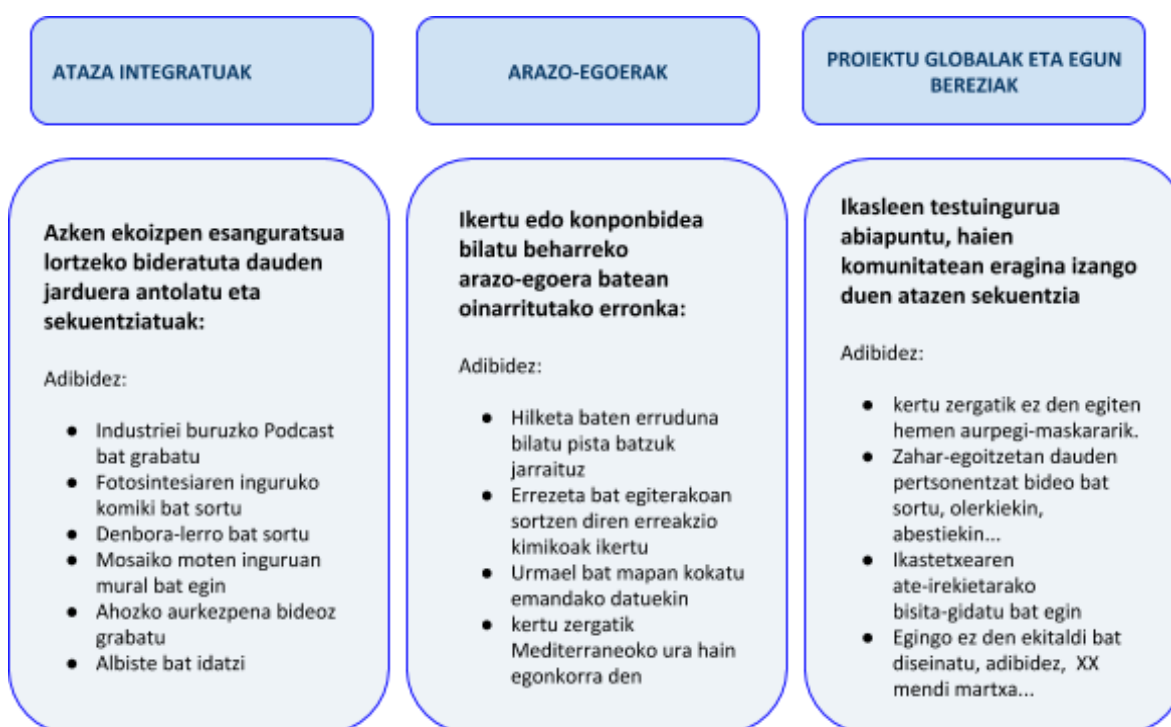 ATAZA INTEGRATUAK
Azken ekoizpen esanguratsua
lortzeko bideratuta dauden
jarduera antolatu eta
sekuentziatuak:
Adibidez:
● Industriei buruzko Podcast
bat grabatu
● Fotosintesiaren inguruko
komiki bat sortu
● Denbora-lerro bat sortu
● Mosaiko moten inguruan
mural bat egin
● Ahozko aurkezpena bideoz
grabatu
● Albiste bat idatzi
ARAZO-EGOERAK
Ikertu edo konponbidea
bilatu beharreko
arazo-egoera batean
oinarritutako erronka:
Adibidez:
● Hilketa baten erruduna
bilatu pista batzuk
jarraituz
● Errezeta bat egiterakoan
sortzen diren erreakzio
kimikoak ikertu
● Urmael bat mapan kokatu
emandako datuekin
● kertu zergatik
Mediterraneoko ura hain
egonkorra den
PROIEKTU GLOBALAK ETA EGUN
BEREZIAK
Ikasleen testuingurua
abiapuntu, haien
komunitatean eragina izango
duen atazen sekuentzia
Adibidez:
● kertu zergatik ez den egiten
hemen aurpegi-maskararik.
● Zahar-egoitzetan dauden
pertsonentzat bideo bat
sortu, olerkiekin,
abestiekin...
● Ikastetxearen
ate-irekietarako
bisita-gidatu bat egin
● Egingo ez den ekitaldi bat
diseinatu, adibidez, XX
mendi martxa...